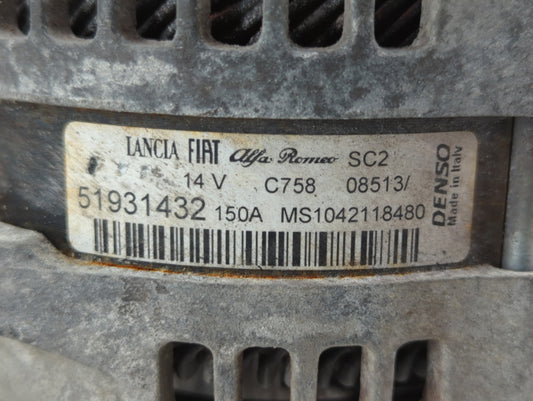 LANCIA FIAT Alfa Romeo SC2
14 V C758 08513/
51931432 150A MS1042118480
DENSO
Made in Italy